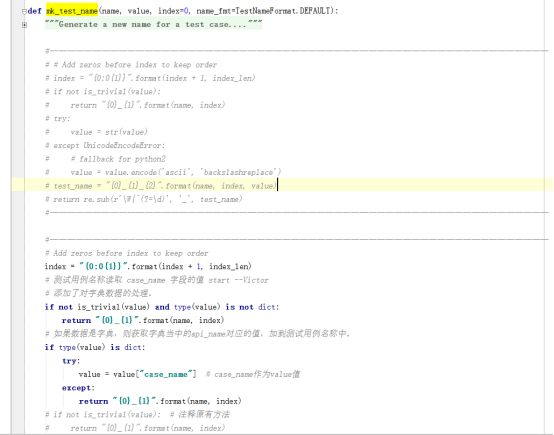 def mk_test_name(name, value, index=0, name_fmt=TestNameFormat.DEFAULT):
"""Generate a new name for a test case...."""
#
# # Add zeros before index to keep order
# index = "{0:0{1}}".format(index + 1, index_len)
# if not is_trivial(value):
#     return "{0}_{1}".format(name, index)
# try:
#     value = str(value)
# except UnicodeEncodeError:
#     # fallback for python2
#     value = value.encode('ascii', 'backslashreplace')
# test_name = "{0}_{1}_{2}".format(name, index, value)
# return re.sub(r'\W|^(?=\d)', '_', test_name)
#
#
# Add zeros before index to keep order
index = "{0:0{1}}".format(index + 1, index_len)
# 测试用例名称读取 case_name 字段的值 start --Victor
# 添加了对字典数据的处理.
if not is_trivial(value) and type(value) is not dict:
    return "{0}_{1}".format(name, index)
# 如果数据是字典, 则获取字典当中的api_name对应的值, 加到测试用例名称中.
if type(value) is dict:
    try:
        value = value["case_name"]  # case_name作为value值
    except:
        return "{0}_{1}".format(name, index)
# if not is_trivial(value):  # 注释原有方法
#     return "{0}_{1}".format(name, index)